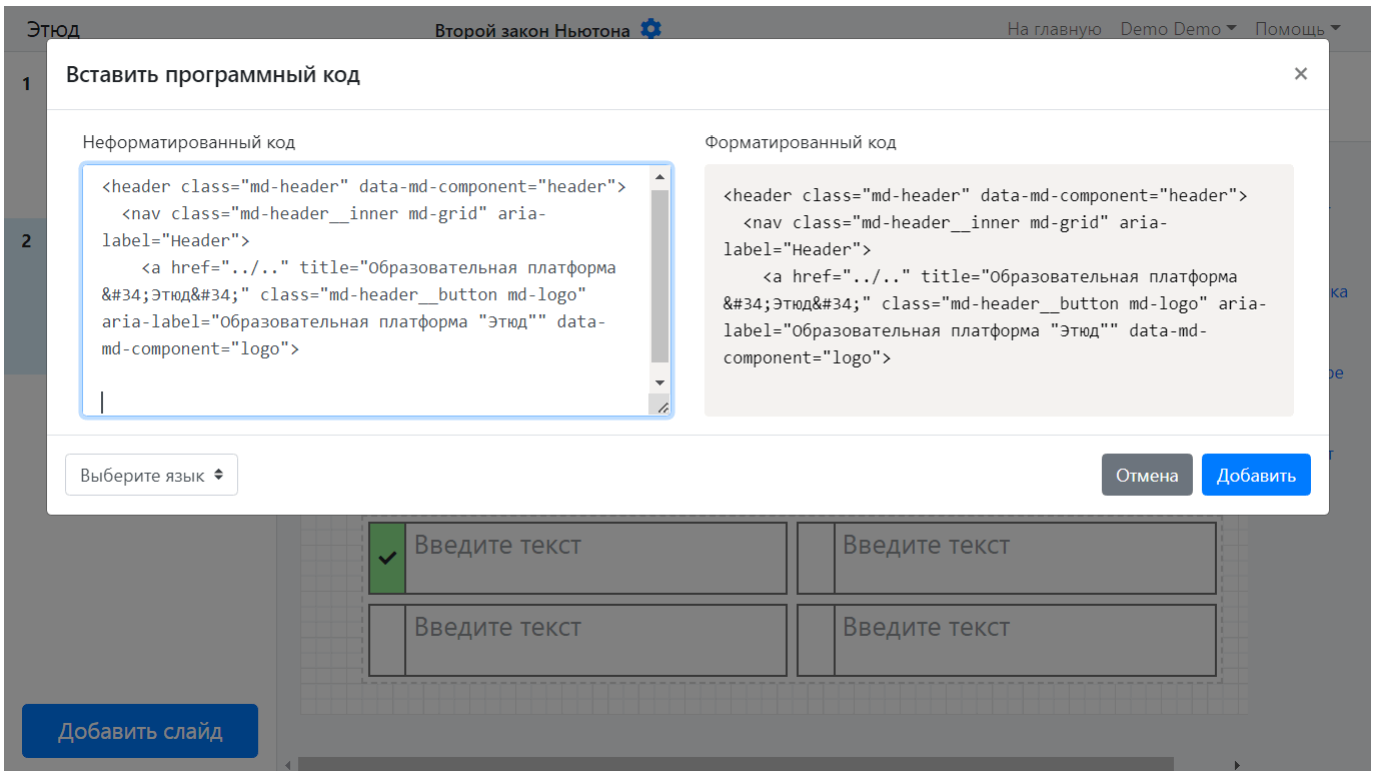 Этюд
Второй закон Ньютона
На главную Demo Demo Помощь
1
Вставить программный код
×
Неформатированный код
Форматированный код
<header class="md-header" data-md-component="header">
<nav class="md-header__inner md-grid" aria-
label="Header">
<a href="../.." title="Образовательная платформа
&#34;Этюд&#34;" class="md-header__button md-logo"
aria-label="Образовательная платформа "Этюд"" data-
md-component="logo">
<header class="md-header" data-md-component="header">
<nav class="md-header__inner md-grid" aria-
label="Header">
<a href="../.." title="Образовательная платформа
&#34;Этюд&#34;" class="md-header__button md-logo" aria-
label="Образовательная платформа "Этюд"" data-md-
component="logo">
2
ка
ое
Выберите язык
Отмена
Добавить
Введите текст
Введите текст
Введите текст
Введите текст
Добавить слайд